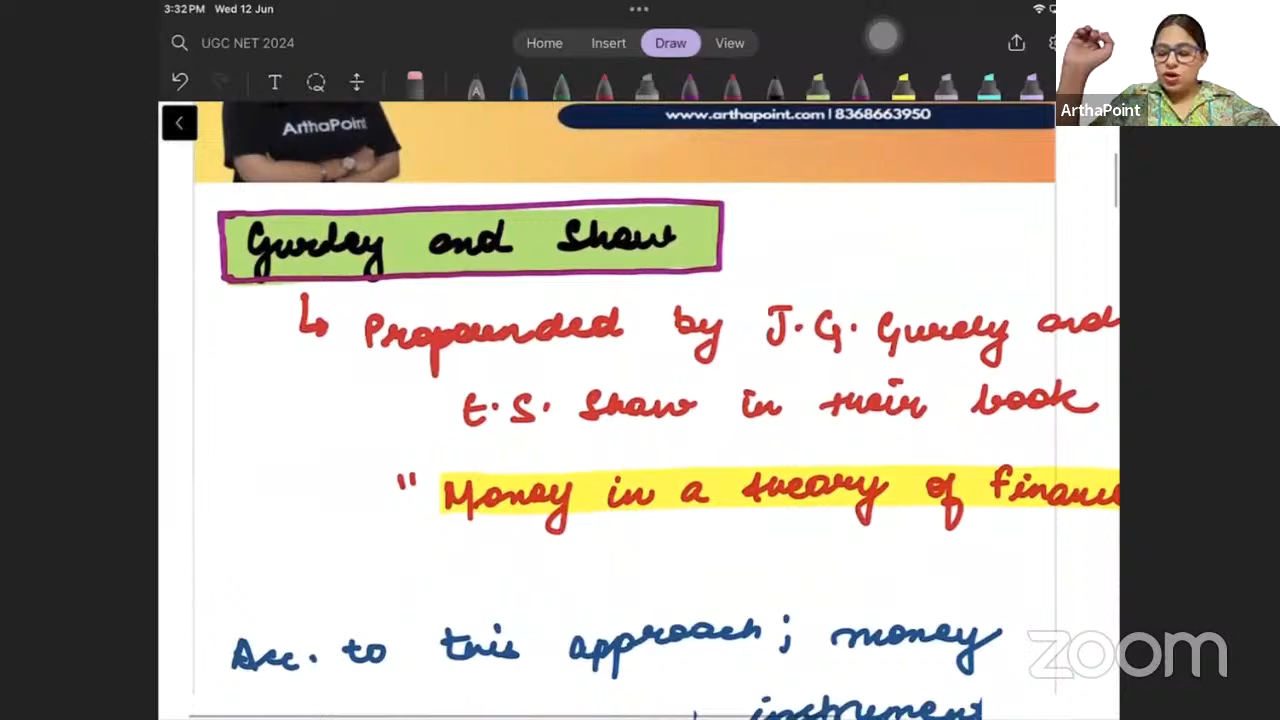 3:32 PM Wed 12 Jun
UGC NET 2024
Home Insert Draw View
ArthaPoint
ArthaPoint
www.arthapoint.com | 8368663950
Gurley and Shaw
↳ Propounded by J.G. Gurely and
E.S. Shaw in their book
" Money in a theory of finance
Acc. to this approach; money
instrument
zoom